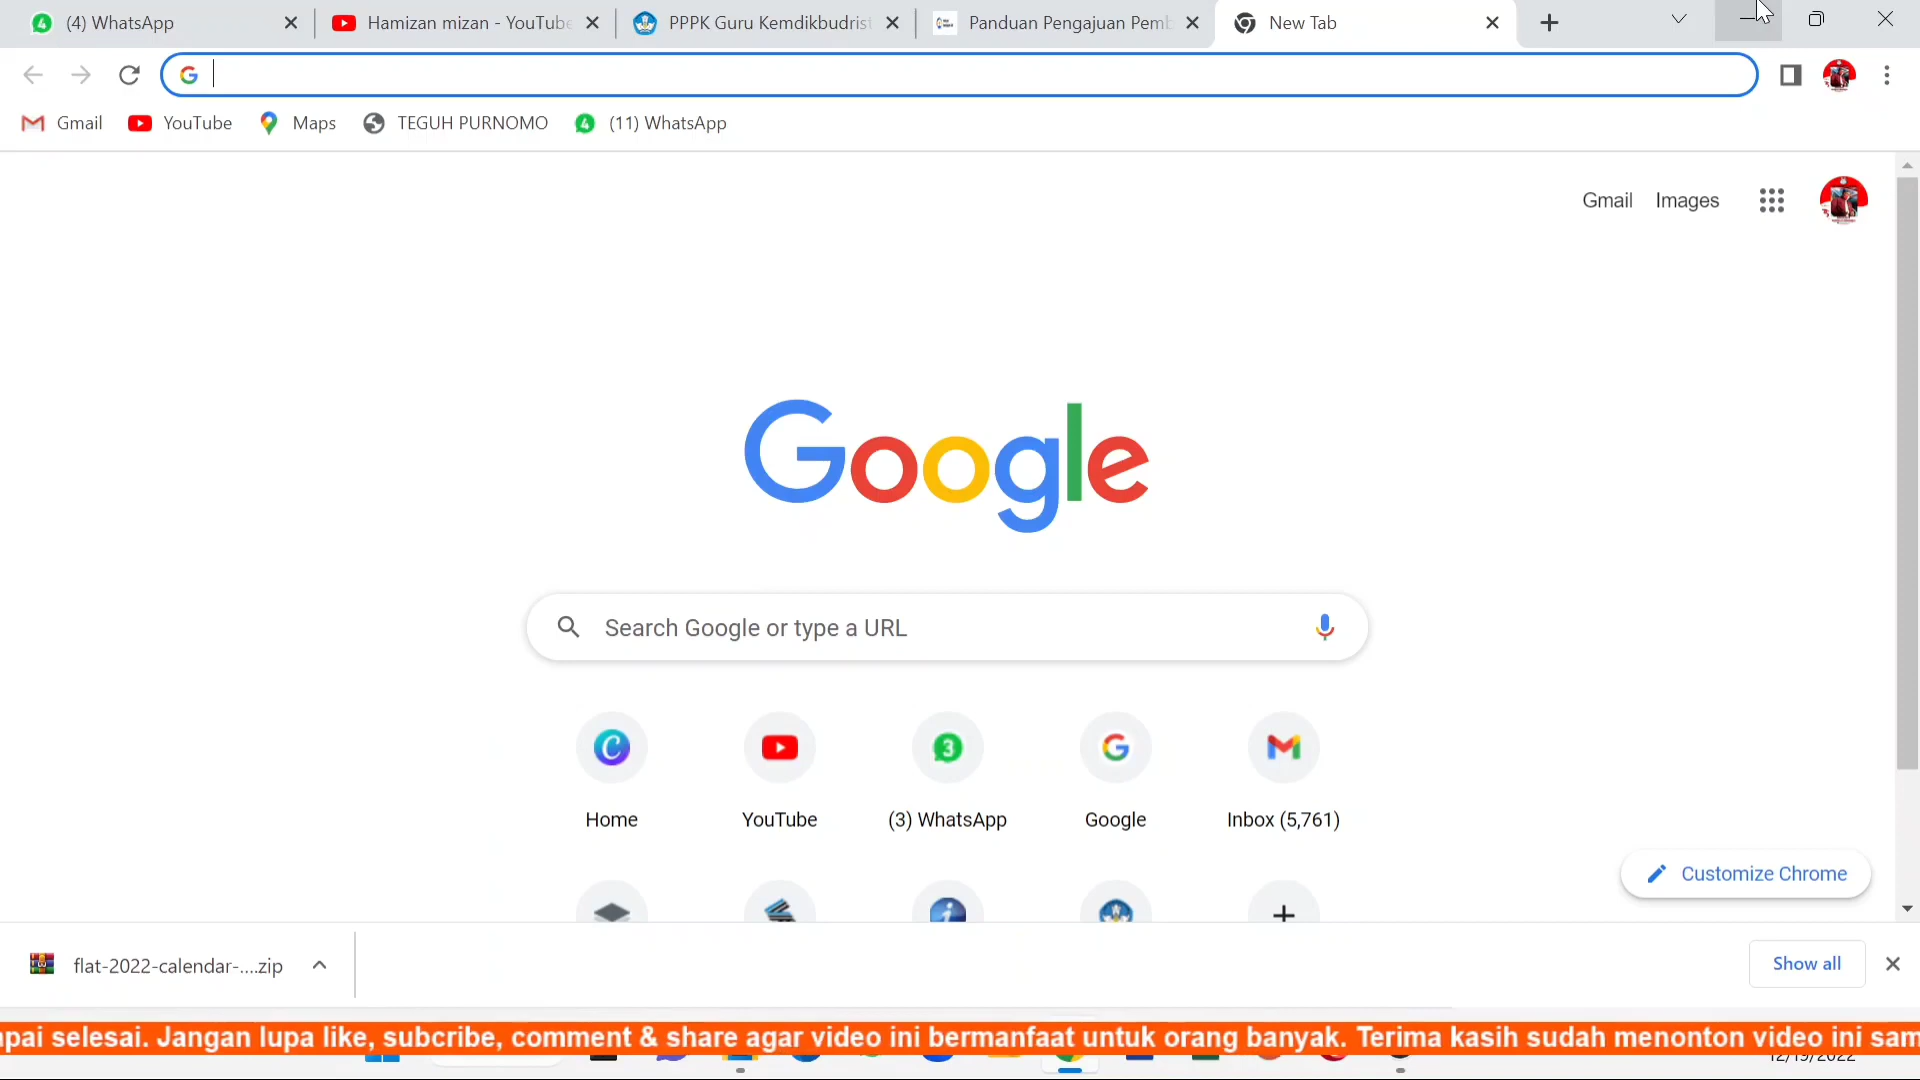 (4) WhatsApp
Hamizan mizan - YouTube
PPPK Guru Kemdikbudrist
Panduan Pengajuan Pemb
New Tab
Gmail
YouTube
Maps
TEGUH PURNOMO
(11) WhatsApp
Gmail
Images
Google
Search Google or type a URL
Home
YouTube
(3) WhatsApp
Google
Inbox (5,761)
Customize Chrome
flat-2022-calendar-....zip
Show all
pai selesai. Jangan lupa like, subcribe, comment & share agar video ini bermanfaat untuk orang banyak. Terima kasih sudah menonton video ini sam
12/19/2022